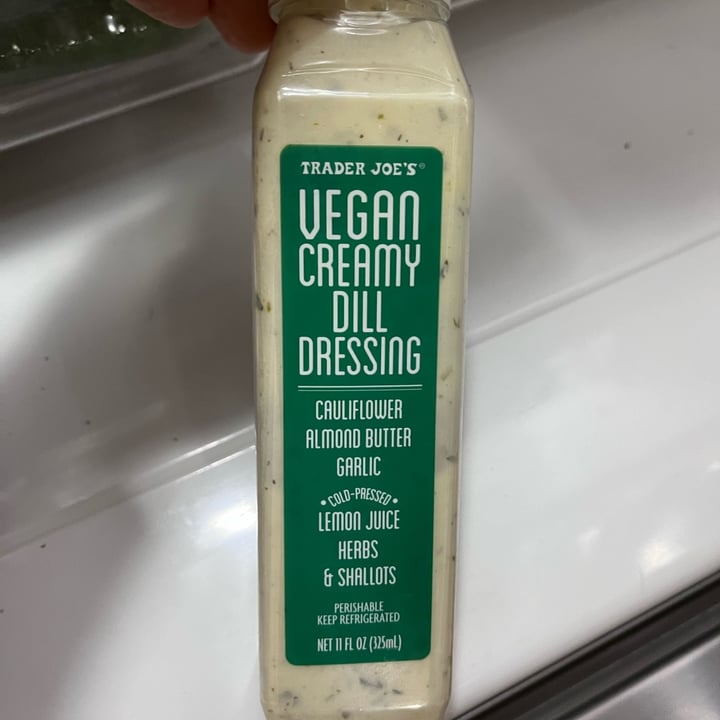 TRADER JOE'S®
VEGAN
CREAMY
DILL
DRESSING
CAULIFLOWER
ALMOND BUTTER
GARLIC
•COLD-PRESSED•
LEMON JUICE
HERBS
& SHALLOTS
PERISHABLE
KEEP REFRIGERATED
NET 11 FL OZ (325mL)